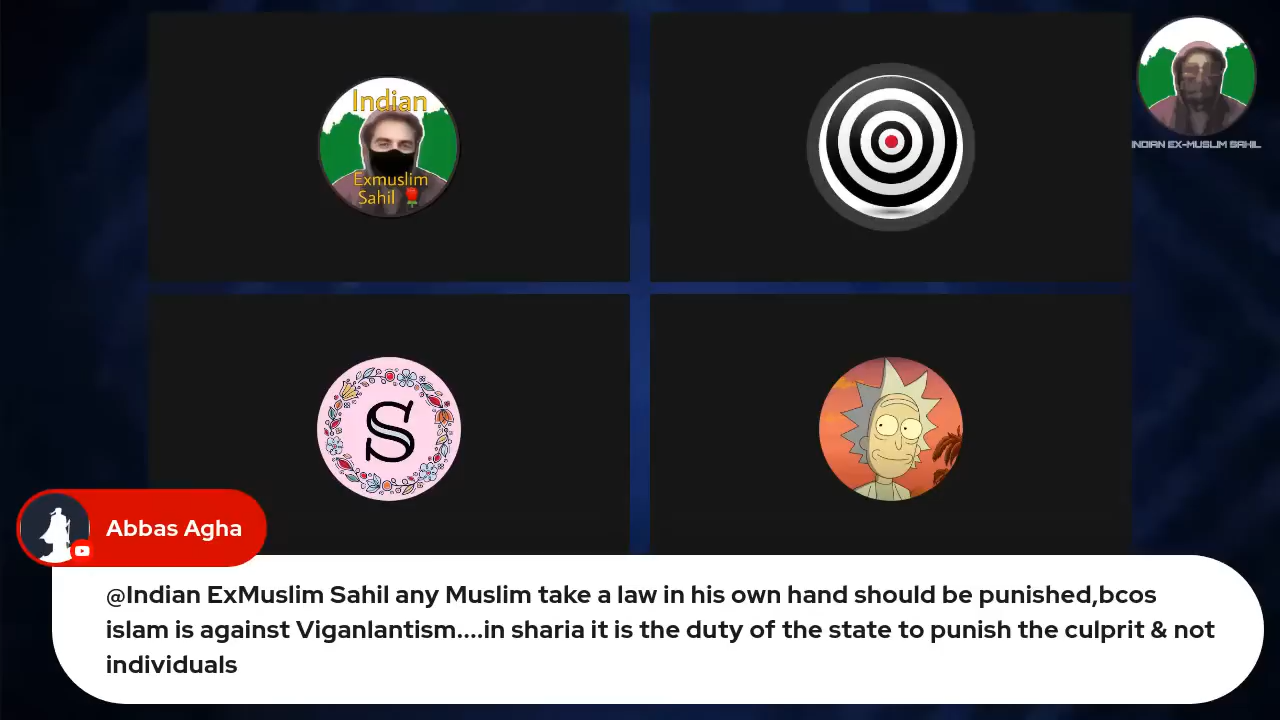 Indian
Exmuslim
Sahil
INDIAN EX-MUSLIM SAHIL
S
Abbas Agha
@Indian ExMuslim Sahil any Muslim take a law in his own hand should be punished,bcos
islam is against Viganlantism....in sharia it is the duty of the state to punish the culprit & not
individuals